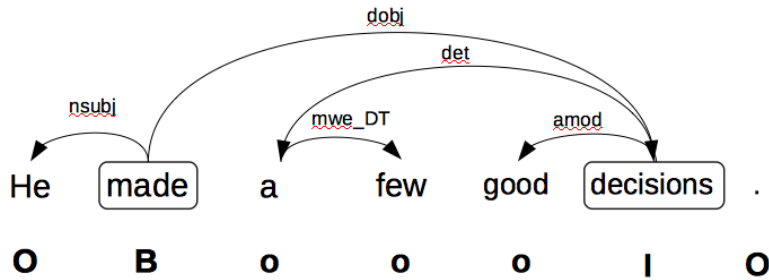 dobj
det
nsubj mwe_DT amod
He made a few good decisions .
O B o o o I O